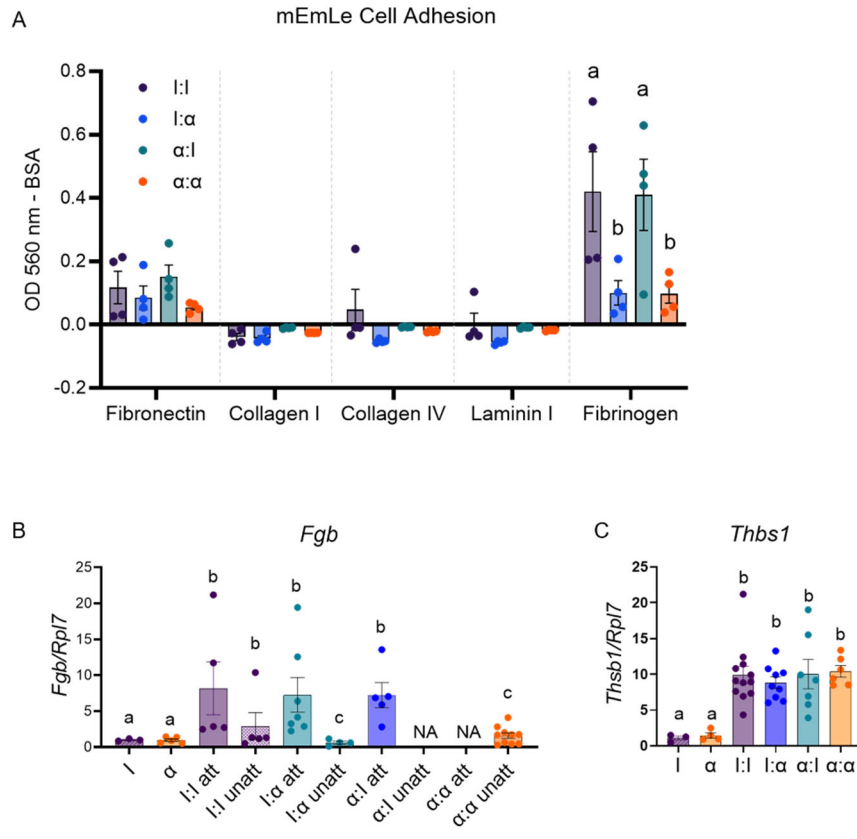 A
mEmLe Cell Adhesion
OD 560 nm - BSA
0.8
0.6
0.4
0.2
0.0
-0.2
I:I
I:α
α:I
α:α
a
b
a
b
Fibronectin
Collagen I
Collagen IV
Laminin I
Fibrinogen
B
Fgb
Fgb/Rpl7
25
20
15
10
5
0
a
a
b
b
b
c
b
NA
NA
c
I
α
I:I att
I:I unatt
I:α att
I:α unatt
α:I att
α:I unatt
α:α att
α:α unatt
C
Thbs1
Thsb1/Rpl7
25
20
15
10
5
0
a
a
b
b
b
b
I
α
I:I
I:α
α:I
α:α